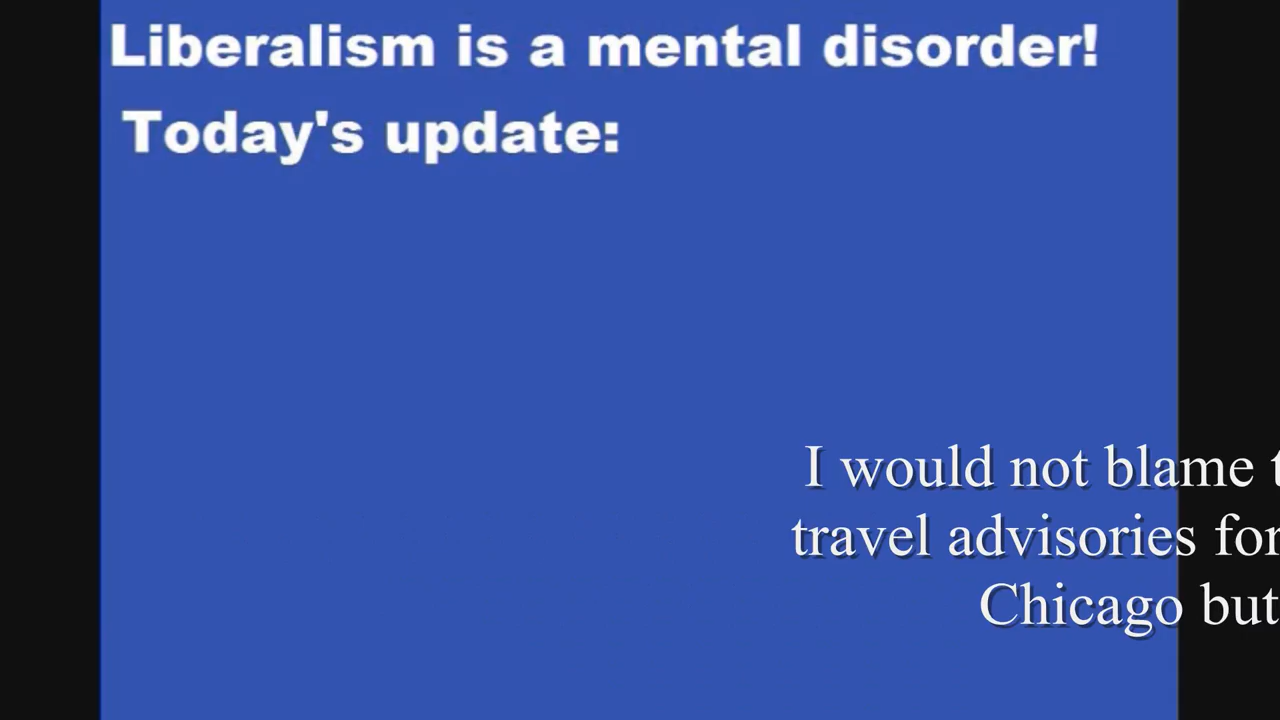 Liberalism is a mental disorder!
Today's update:
I would not blame
travel advisories for
Chicago but